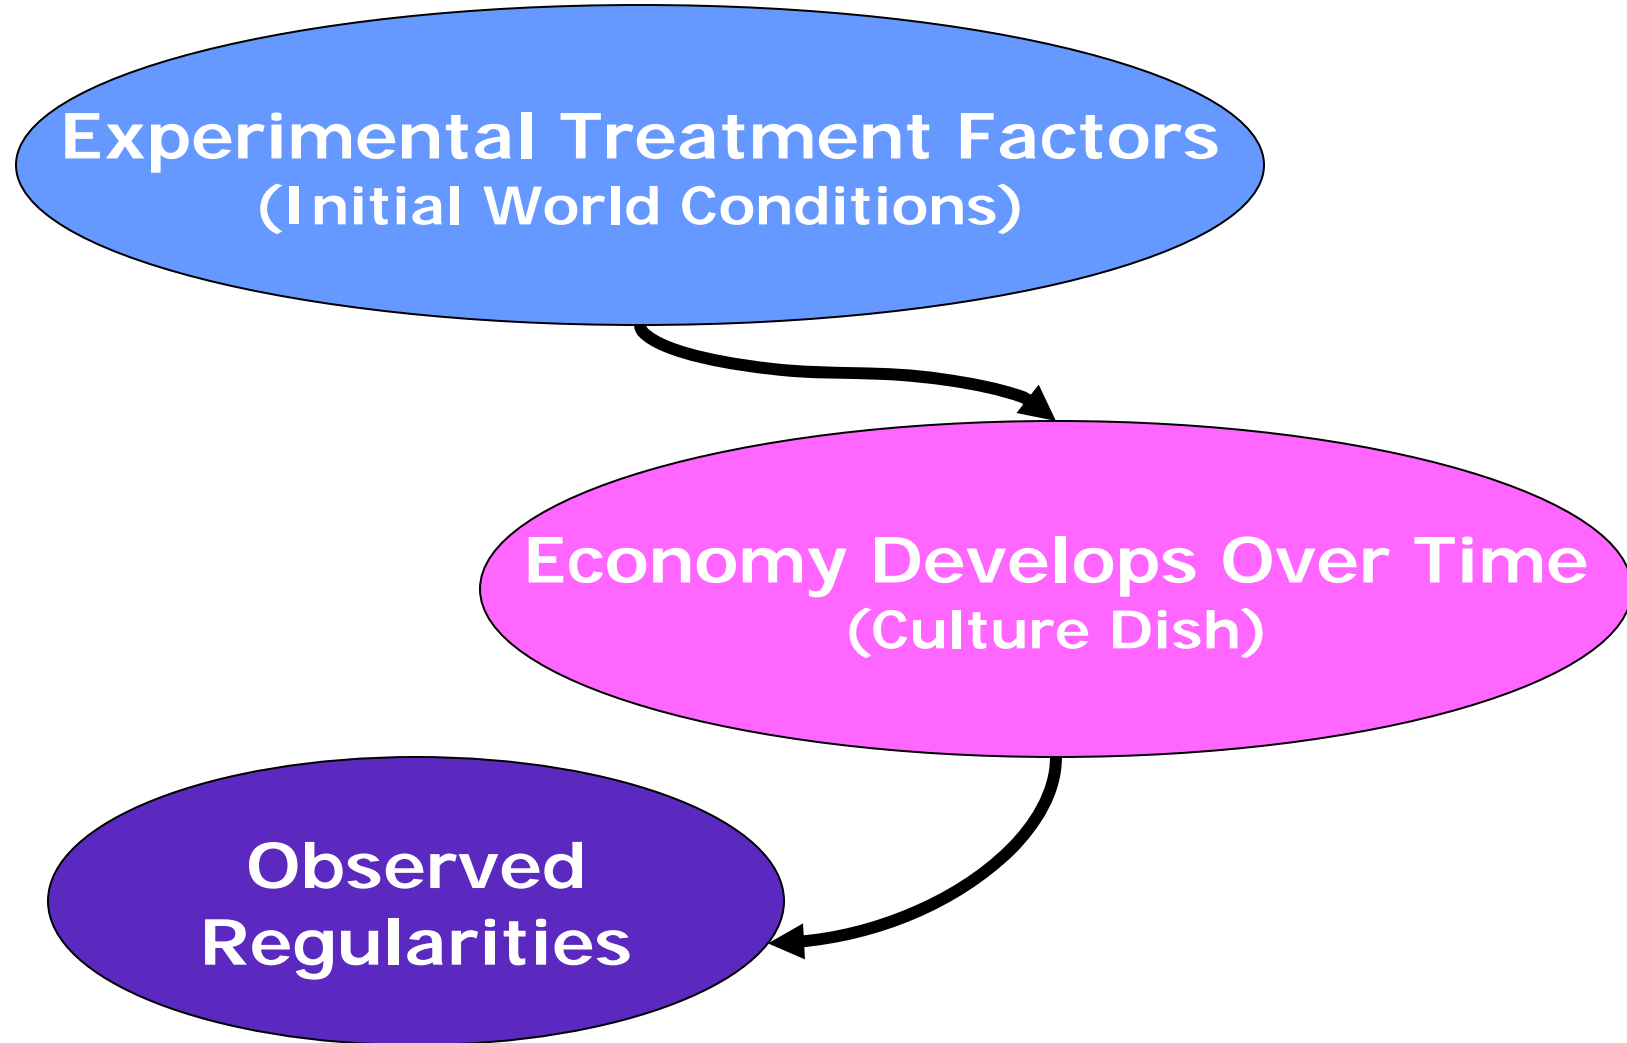 Experimental Treatment Factors
(Initial World Conditions)
Economy Develops Over Time
(Culture Dish)
Observed
Regularities